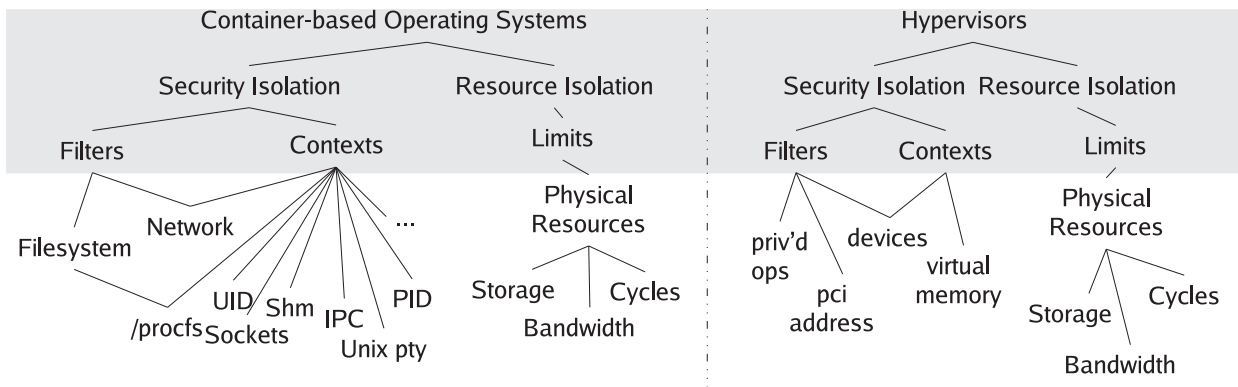 Container-based Operating Systems
Security Isolation
Resource Isolation
Filters
Contexts
Limits
Network
Filesystem
/procfs
UID
Sockets
Shm
IPC
Unix pty
PID
...
Physical
Resources
Storage
Bandwidth
Cycles
Hypervisors
Security Isolation
Resource Isolation
Filters
Contexts
Limits
priv'd
ops
pci
address
devices
virtual
memory
Physical
Resources
Storage
Bandwidth
Cycles